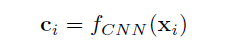 c_i = f_{CNN}(x_i)